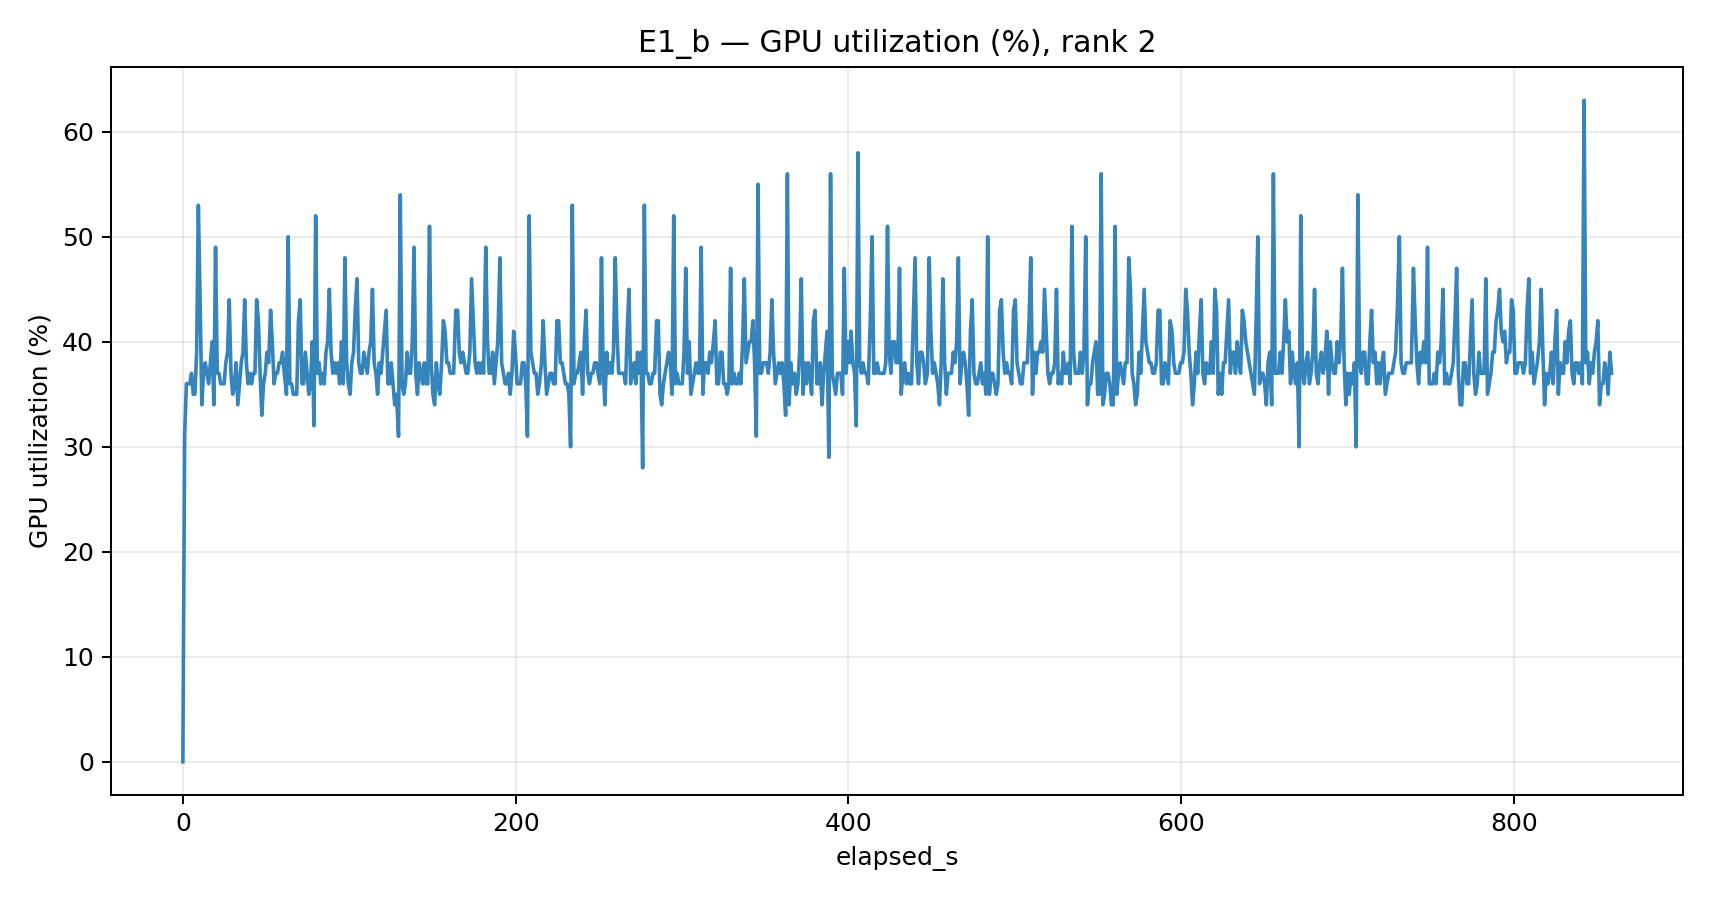 E1_b — GPU utilization (%), rank 2
GPU utilization (%)
60
50
40
30
20
10
0
0 200 400 600 800
elapsed_s